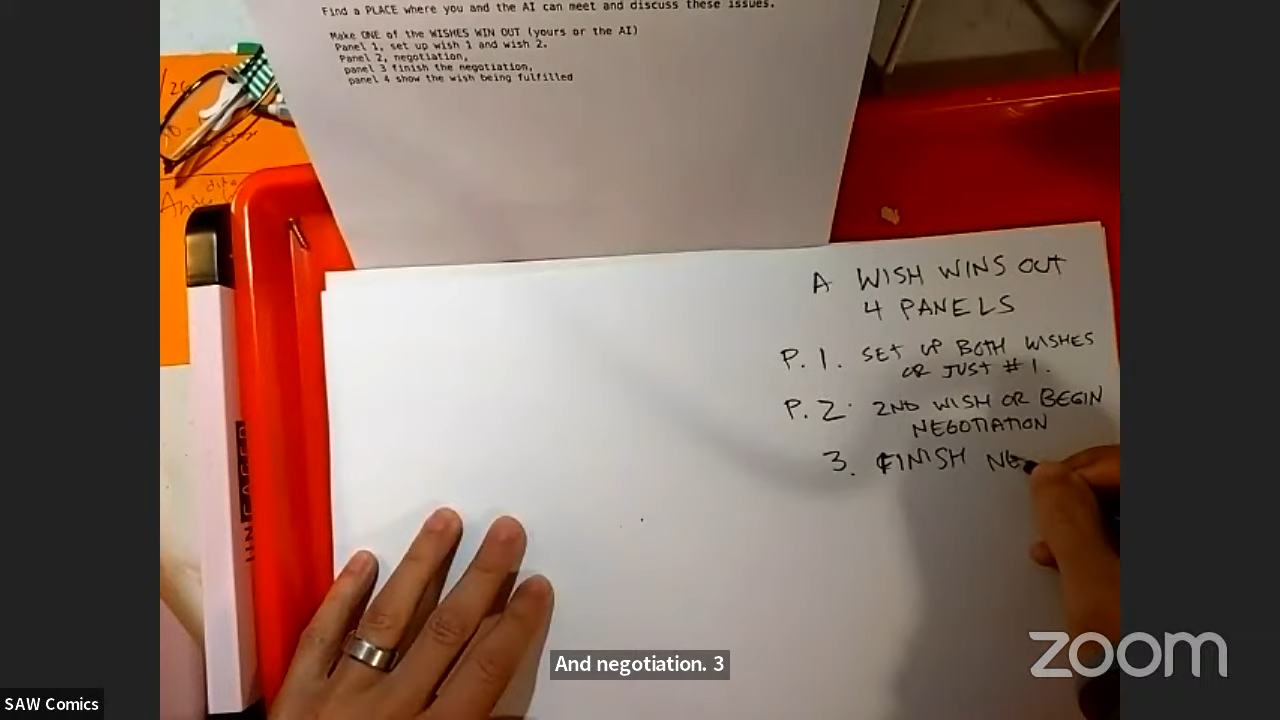 Find a PLACE where you and the AI can meet and discuss these issues.
Make ONE of the WISHES WIN OUT (yours or the AI)
Panel 1, set up wish 1 and wish 2.
Panel 2, negotiation,
panel 3 finish the negotiation,
panel 4 show the wish being fulfilled
A WISH WINS OUT
4 PANELS
P. 1. SET UP BOTH WISHES
OR JUST #1.
P. 2. 2ND WISH OR BEGIN
NEGOTIATION
3. FINISH NE
And negotiation. 3
zoom
SAW Comics